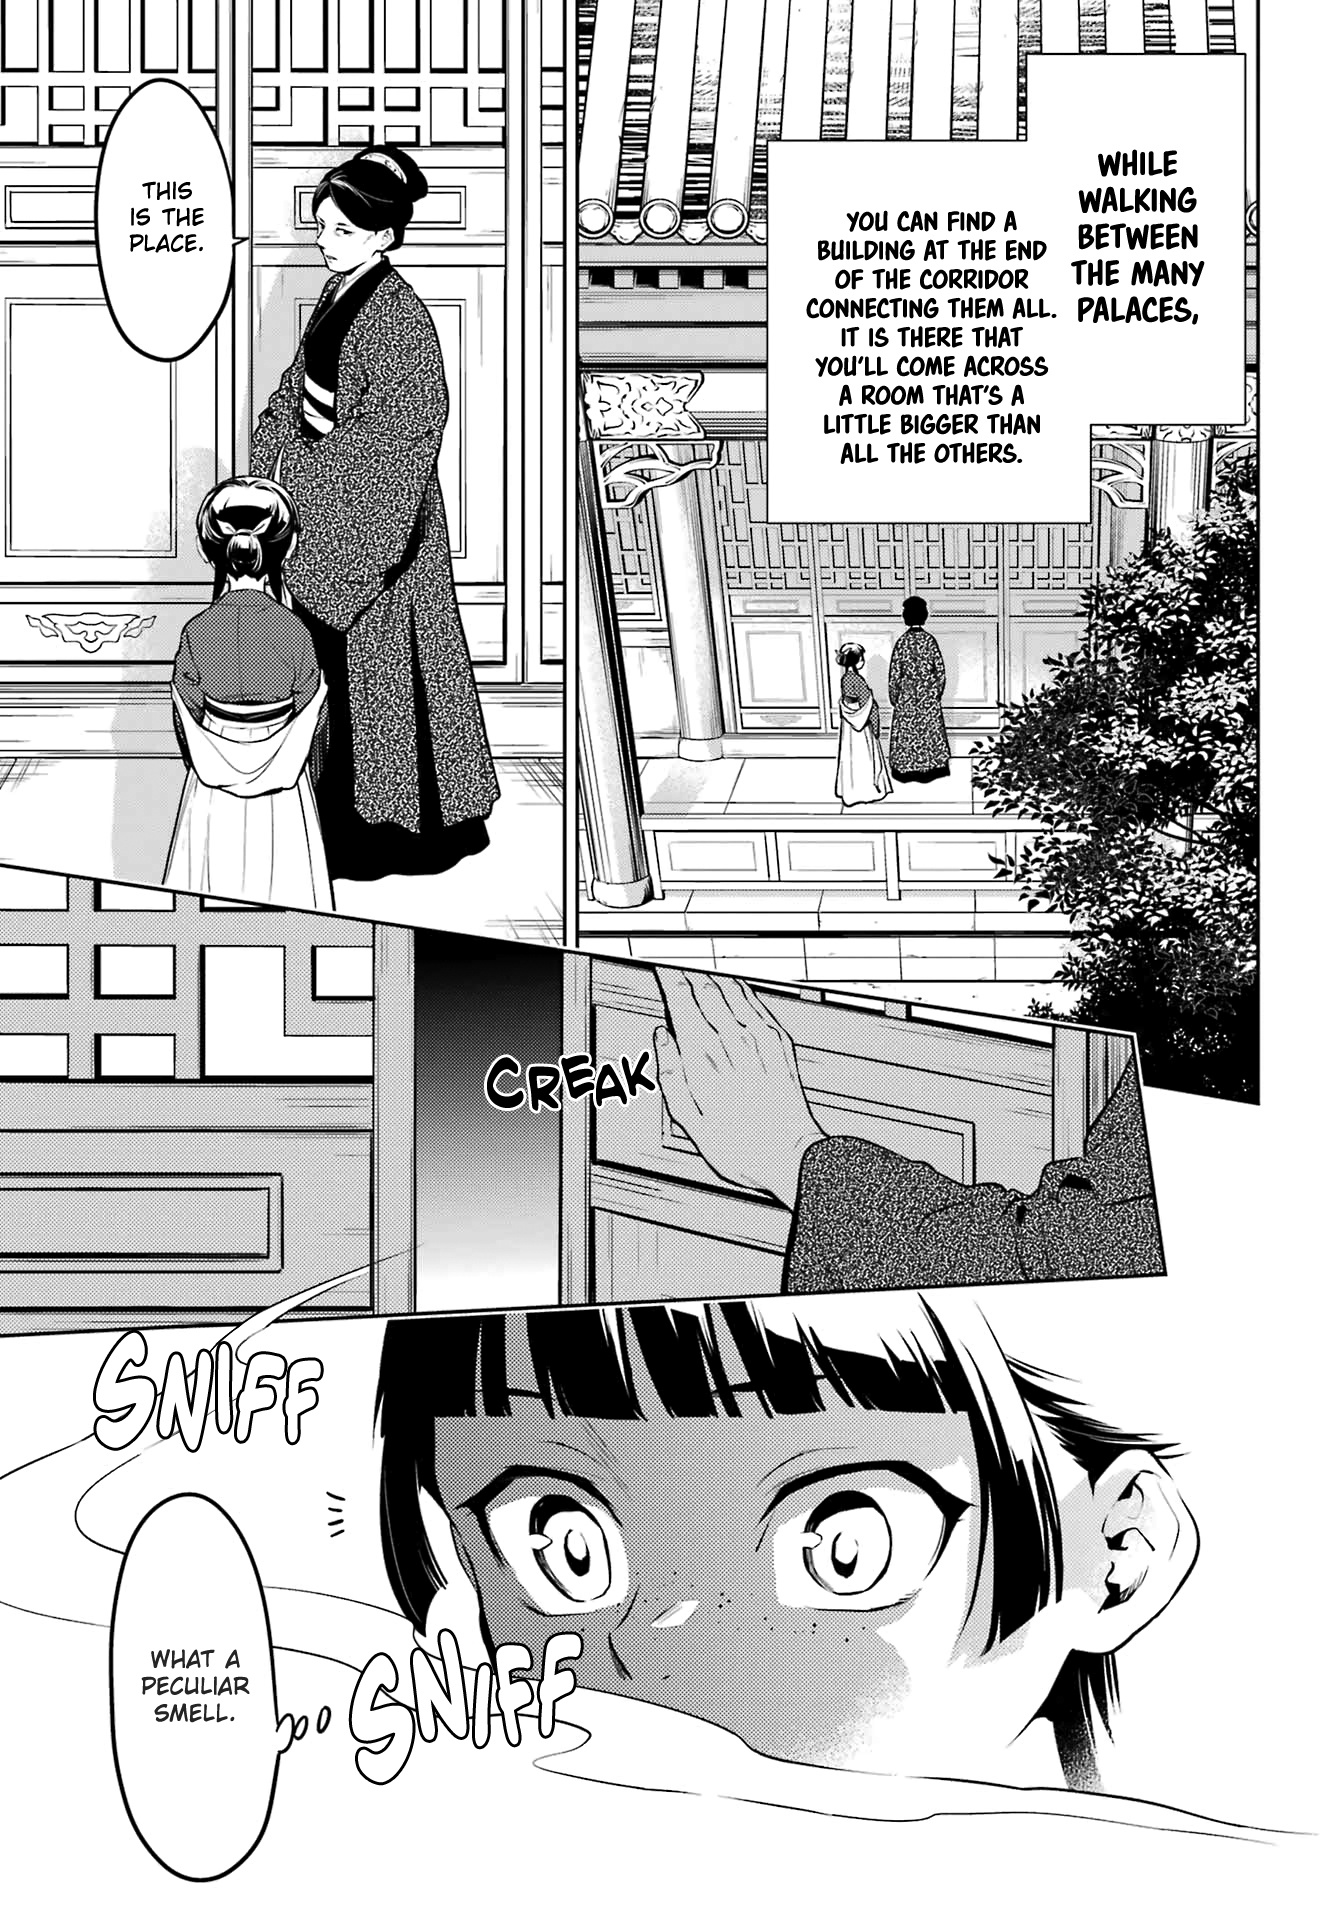 WHILE
WALKING
BETWEEN
THE MANY
PALACES,
YOU CAN FIND A
BUILDING AT THE END
OF THE CORRIDOR
CONNECTING THEM ALL.
IT IS THERE THAT
YOU'LL COME ACROSS
A ROOM THAT'S A
LITTLE BIGGER THAN
ALL THE OTHERS.
THIS
IS THE
PLACE.
CREAK
SNIFF
SNIFF
WHAT A
PECULIAR
SMELL.